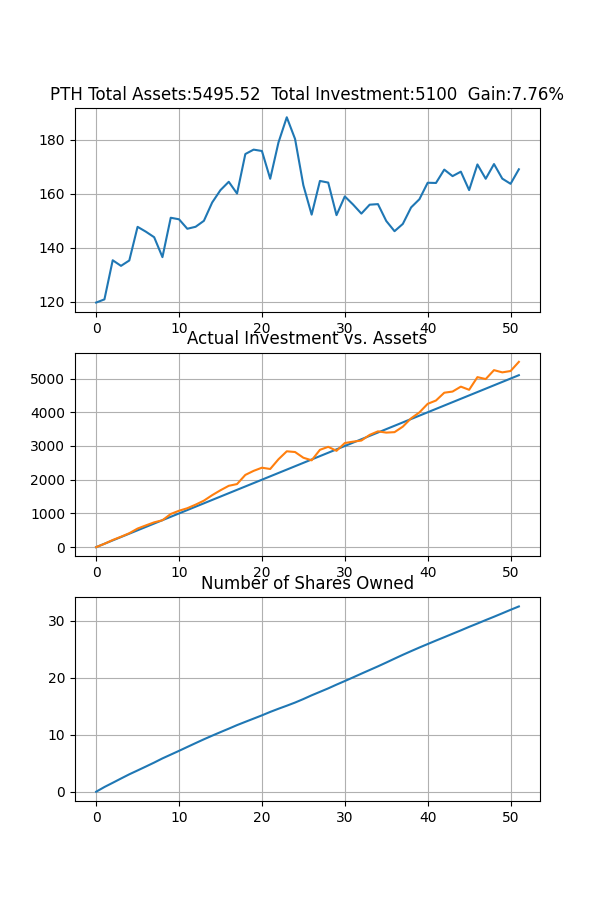 PTH Total Assets:5495.52  Total Investment:5100  Gain:7.76%
180
160
140
120
0 10 20 30 40 50
Actual Investment vs. Assets
5000
4000
3000
2000
1000
0
0 10 20 30 40 50
Number of Shares Owned
30
20
10
0
0 10 20 30 40 50